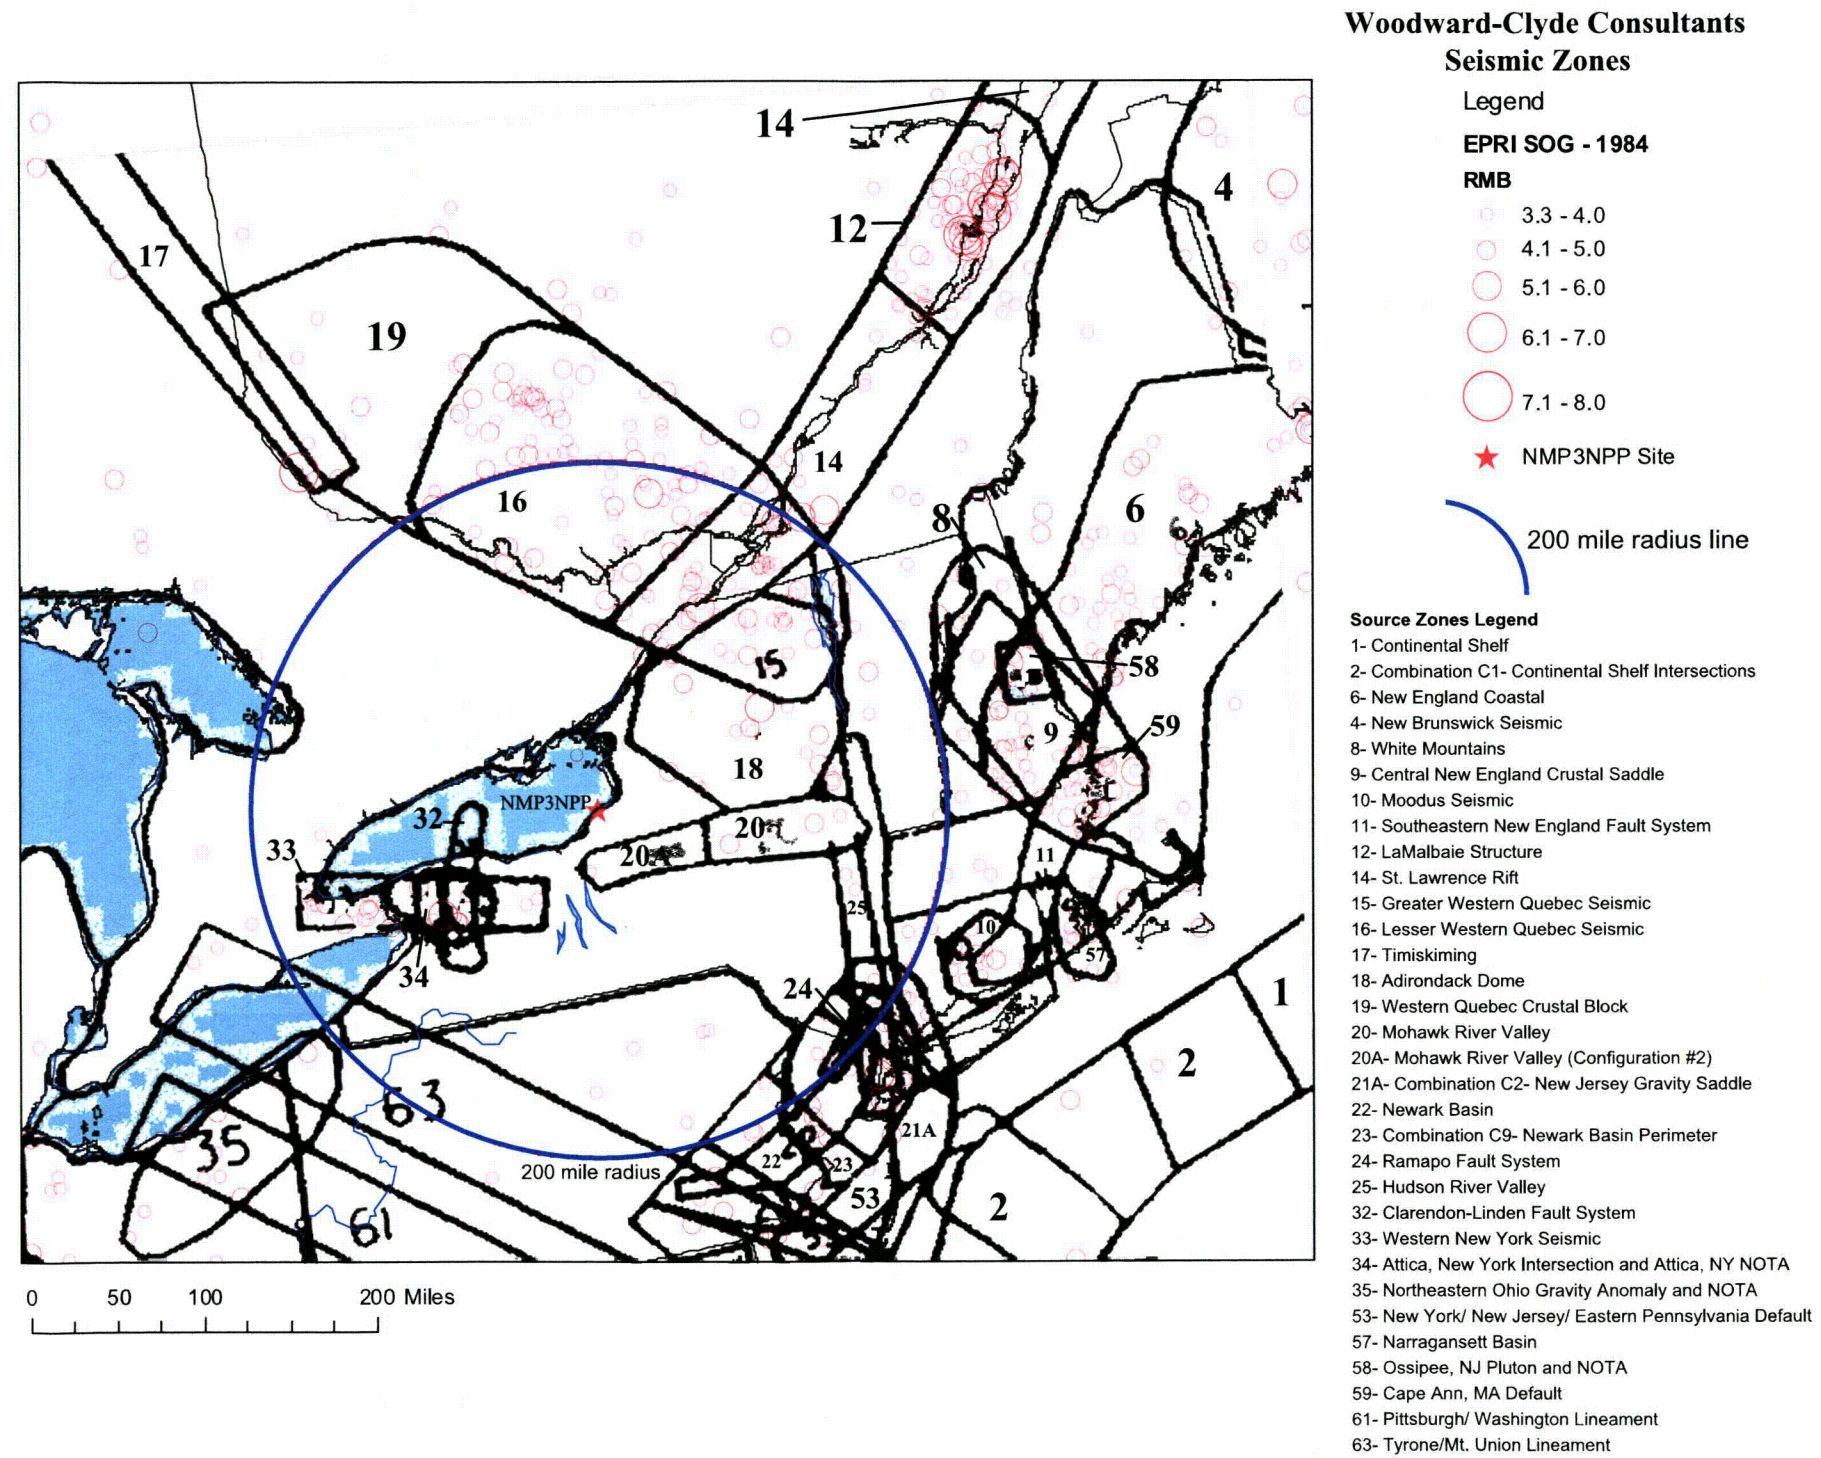 Woodward-Clyde Consultants
Seismic Zones
Legend
EPRI SOG - 1984
RMB
3.3 - 4.0
4.1 - 5.0
5.1 - 6.0
6.1 - 7.0
7.1 - 8.0
NMP3NPP Site
200 mile radius line
Source Zones Legend
1- Continental Shelf
2- Combination C1- Continental Shelf Intersections
6- New England Coastal
4- New Brunswick Seismic
8- White Mountains
9- Central New England Crustal Saddle
10- Moodus Seismic
11- Southeastern New England Fault System
12- LaMalbaie Structure
14- St. Lawrence Rift
15- Greater Western Quebec Seismic
16- Lesser Western Quebec Seismic
17- Timiskiming
18- Adirondack Dome
19- Western Quebec Crustal Block
20- Mohawk River Valley
20A- Mohawk River Valley (Configuration #2)
21A- Combination C2- New Jersey Gravity Saddle
22- Newark Basin
23- Combination C9- Newark Basin Perimeter
24- Ramapo Fault System
25- Hudson River Valley
32- Clarendon-Linden Fault System
33- Western New York Seismic
34- Attica, New York Intersection and Attica, NY NOTA
35- Northeastern Ohio Gravity Anomaly and NOTA
53- New York/ New Jersey/ Eastern Pennsylvania Default
57- Narragansett Basin
58- Ossipee, NJ Pluton and NOTA
59- Cape Ann, MA Default
61- Pittsburgh/ Washington Lineament
63- Tyrone/Mt. Union Lineament
14
4
12
17
19
14
16
8
6
15
58
9
59
18
NMP3NPP
32
20
20A
33
11
25
10
57
34
24
1
2
63
21A
35
200 mile radius
22
23
53
2
61
0 50 100 200 Miles